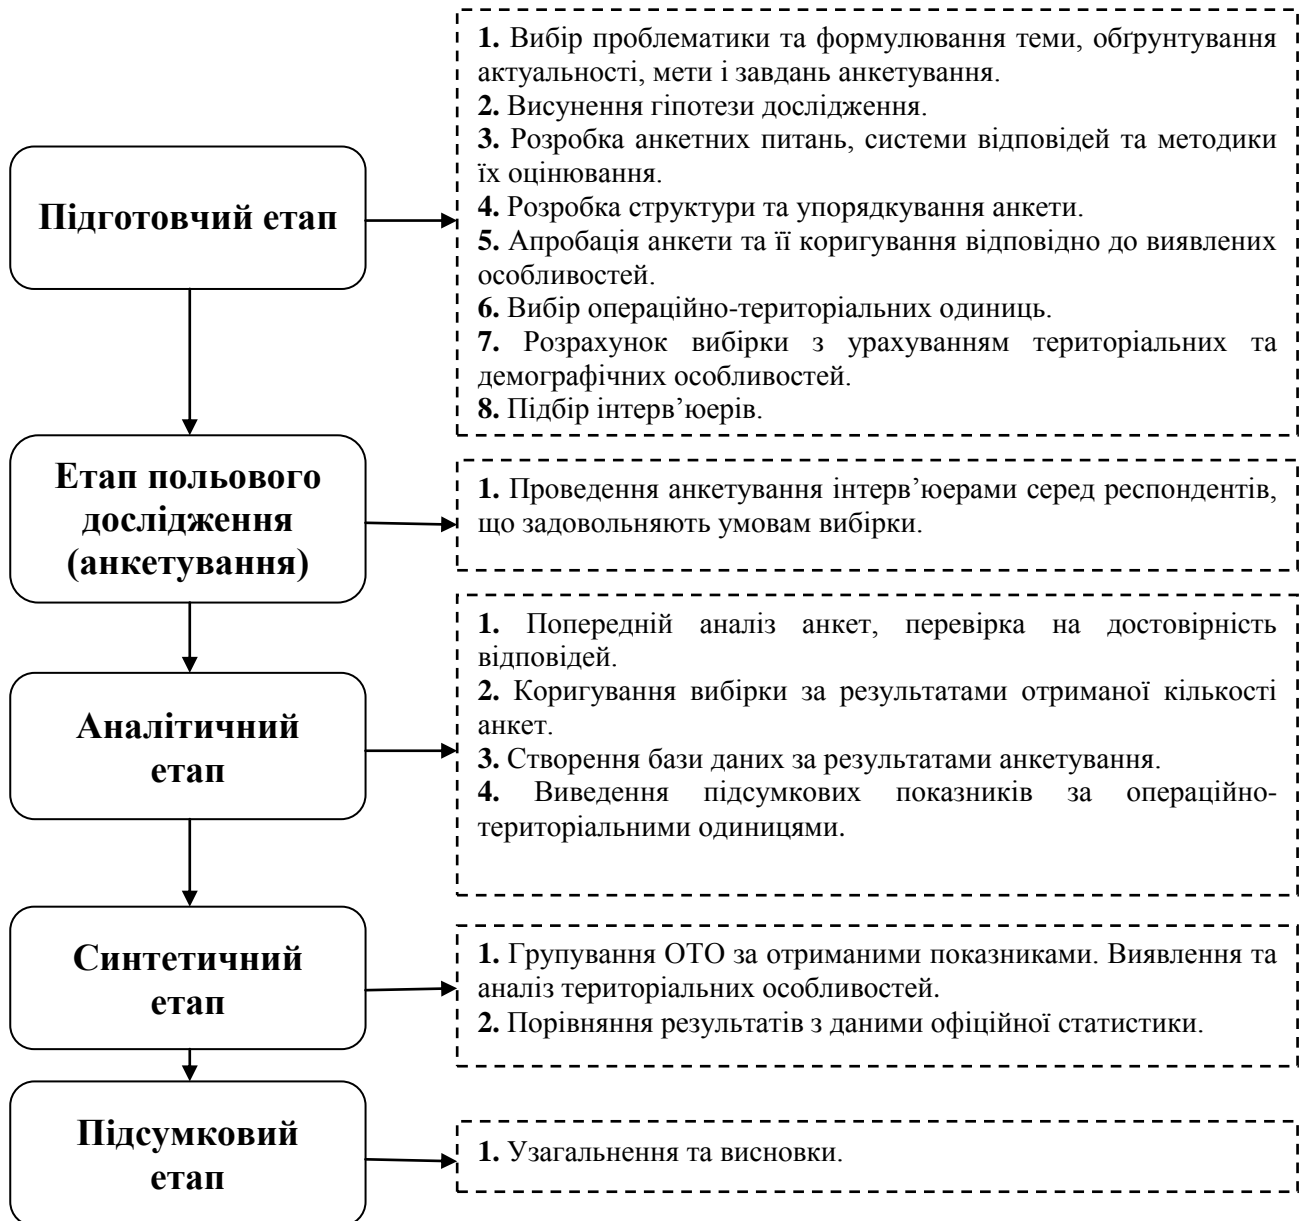 Підготовчий етап
1. Вибір проблематики та формулювання теми, обґрунтування
актуальності, мети і завдань анкетування.
2. Висунення гіпотези дослідження.
3. Розробка анкетних питань, системи відповідей та методики
їх оцінювання.
4. Розробка структури та упорядкування анкети.
5. Апробація анкети та її коригування відповідно до виявлених
особливостей.
6. Вибір операційно-територіальних одиниць.
7. Розрахунок вибірки з урахуванням територіальних та
демографічних особливостей.
8. Підбір інтерв’юерів.
Етап польового
дослідження
(анкетування)
1. Проведення анкетування інтерв’юерами серед респондентів,
що задовольняють умовам вибірки.
Аналітичний
етап
1. Попередній аналіз анкет, перевірка на достовірність
відповідей.
2. Коригування вибірки за результатами отриманої кількості
анкет.
3. Створення бази даних за результатами анкетування.
4. Виведення підсумкових показників за операційно-
територіальними одиницями.
Синтетичний
етап
1. Групування ОТО за отриманими показниками. Виявлення та
аналіз територіальних особливостей.
2. Порівняння результатів з даними офіційної статистики.
Підсумковий
етап
1. Узагальнення та висновки.